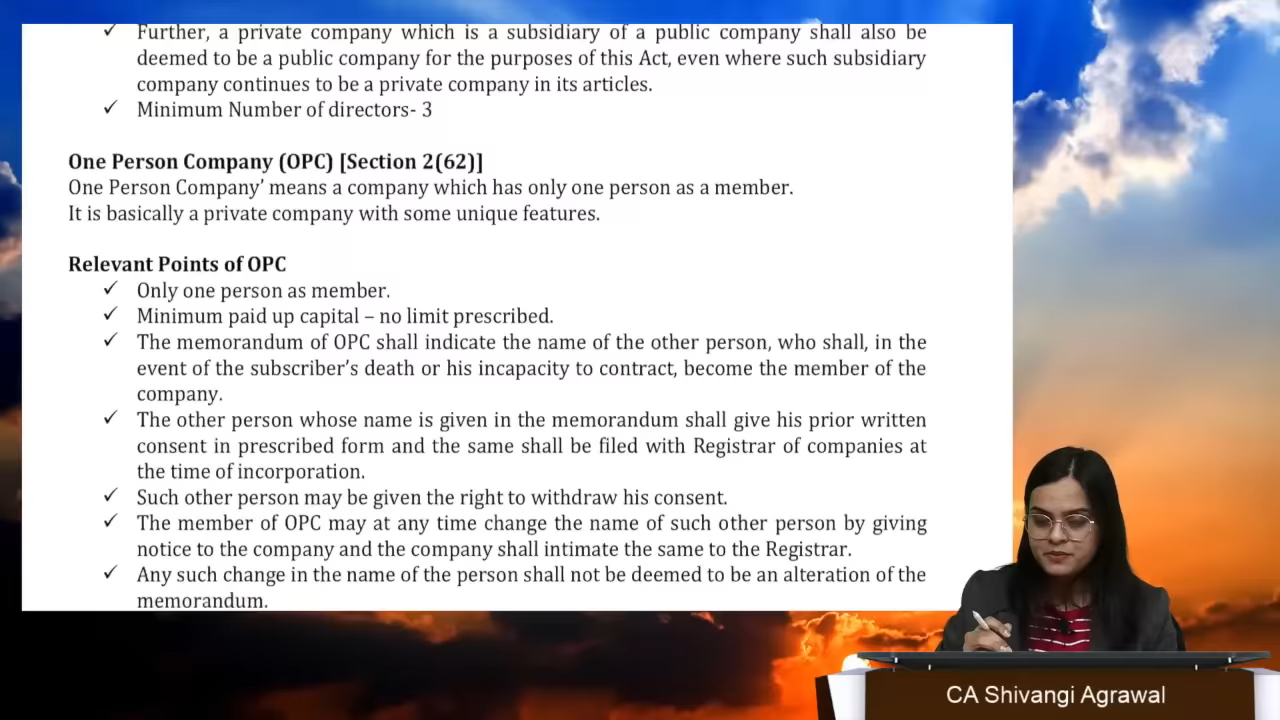 ✓ Further, a private company which is a subsidiary of a public company shall also be
deemed to be a public company for the purposes of this Act, even where such subsidiary
company continues to be a private company in its articles.
✓ Minimum Number of directors- 3
One Person Company (OPC) [Section 2(62)]
One Person Company’ means a company which has only one person as a member.
It is basically a private company with some unique features.
Relevant Points of OPC
✓ Only one person as member.
✓ Minimum paid up capital – no limit prescribed.
✓ The memorandum of OPC shall indicate the name of the other person, who shall, in the
event of the subscriber’s death or his incapacity to contract, become the member of the
company.
✓ The other person whose name is given in the memorandum shall give his prior written
consent in prescribed form and the same shall be filed with Registrar of companies at
the time of incorporation.
✓ Such other person may be given the right to withdraw his consent.
✓ The member of OPC may at any time change the name of such other person by giving
notice to the company and the company shall intimate the same to the Registrar.
✓ Any such change in the name of the person shall not be deemed to be an alteration of the
memorandum.
CA Shivangi Agrawal